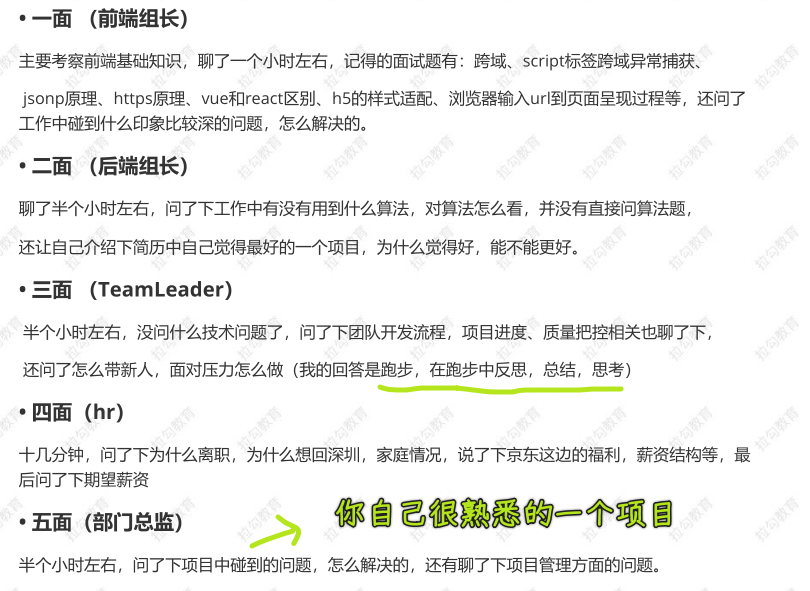 • 一面 （前端组长）
主要考察前端基础知识，聊了一个小时左右，记得的面试题有：跨域、script标签跨域异常捕获、
jsonp原理、https原理、vue和react区别、h5的样式适配、浏览器输入url到页面呈现过程等，还问了
工作中碰到什么印象比较深的问题，怎么解决的。
• 二面 （后端组长）
聊了半个小时左右，问了下工作中有没有用到什么算法，对算法怎么看，并没有直接问算法题，
还让自己介绍下简历中自己觉得最好的一个项目，为什么觉得好，能不能更好。
• 三面 （TeamLeader）
半个小时左右，没问什么技术问题了，问了下团队开发流程，项目进度、质量把控相关也聊了下，
还问了怎么带新人，面对压力怎么做（我的回答是跑步，在跑步中反思，总结，思考）
• 四面（hr）
十几分钟，问了下为什么离职，为什么想回深圳，家庭情况，说了下京东这边的福利，薪资结构等，最
后问了下期望薪资
你自己很熟悉的一个项目
• 五面（部门总监）
半个小时左右，问了下项目中碰到的问题，怎么解决的，还有聊了下项目管理方面的问题。
拉勾教育